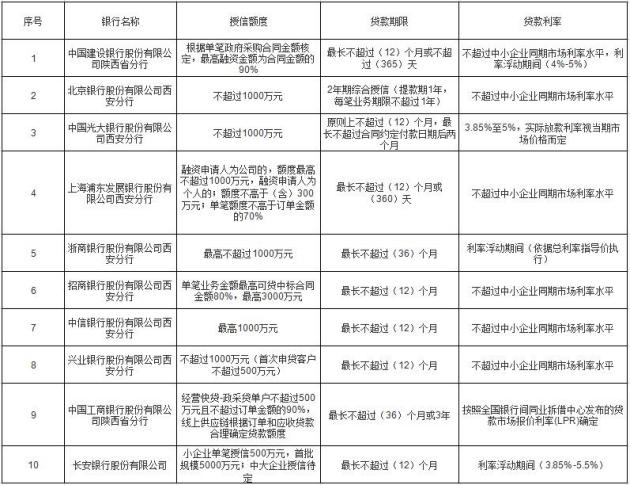 序号 银行名称 授信额度 贷款期限 贷款利率
1 中国建设银行股份有限公司陕西省分行 根据单笔政府采购合同金额核定，最高融资金额为合同金额的90% 最长不超过（12）个月或不超过（365）天 不超过中小企业同期市场利率水平，利率浮动期间（4%-5%）
2 北京银行股份有限公司西安分行 不超过1000万元 2年期综合授信（提款期1年，每笔业务期限不超过1年） 不超过中小企业同期市场利率水平
3 中国光大银行股份有限公司西安分行 不超过1000万元 原则上不超过（12）个月，最长不超过合同约定付款日期后两个月 3.85%至5%，实际放款利率视当期市场价格而定
4 上海浦东发展银行股份有限公司西安分行 融资申请人为公司的，额度最高不超过1000万元，融资申请人为个人的；额度不高于（含）300万元；单笔额度不高于订单金额的70% 最长不超过（12）个月或（360）天 不超过中小企业同期市场利率水平
5 浙商银行股份有限公司西安分行 最高不超过1000万元 最长不超过（36）个月 利率浮动期间（依据总利率指导价执行）
6 招商银行股份有限公司西安分行 单笔业务金额最高可贷中标合同金额80%，最高3000万元 最长不超过（12）个月 不超过中小企业同期市场利率水平
7 中信银行股份有限公司西安分行 最高1000万元 最长不超过（12）个月 不超过中小企业同期市场利率水平
8 兴业银行股份有限公司西安分行 不超过1000万元（首次申贷客户不超过500万元） 最长不超过（12）个月 不超过中小企业同期市场利率水平
9 中国工商银行股份有限公司陕西省分行 经营快贷-政采贷单户不超过500万元且不超过订单金额的90%，线上供应链根据订单和应收贷款合理确定贷款额度 最长不超过（36）个月或3年 按照全国银行间同业拆借中心发布的贷款市场报价利率(LPR)确定
10 长安银行股份有限公司 小企业单笔授信500万元，首批规模5000万元；中大企业授信待定 最长不超过（12）个月 利率浮动期间（3.85%-5.5%）